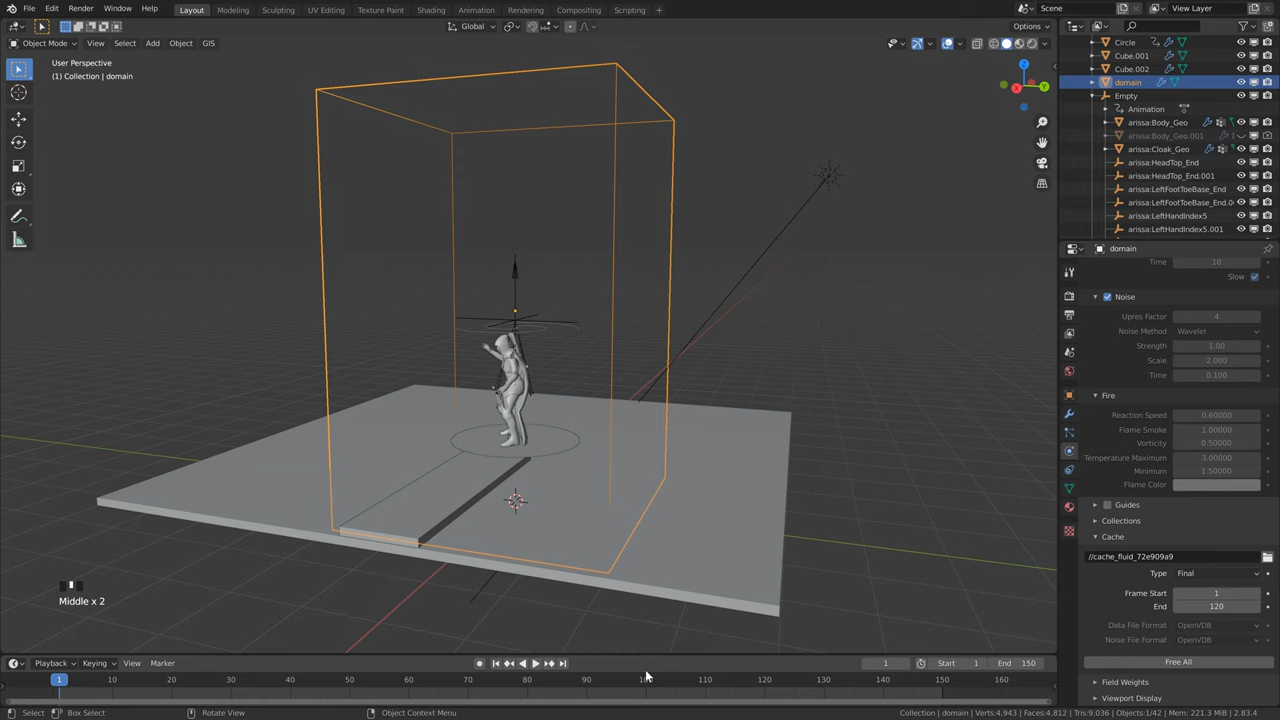 File Edit Render Window Help Layout Modeling Sculpting UV Editing Texture Paint Shading Animation Rendering Compositing Scripting + Scene View Layer
Global Options
Object Mode View Select Add Object GIS
User Perspective
(1) Collection | domain
X Y Z
Circle
Cube.001
Cube.002
domain
Empty
Animation
arissa:Body_Geo
arissa:Body_Geo.001
arissa:Cloak_Geo
arissa:HeadTop_End
arissa:HeadTop_End.001
arissa:LeftFootToeBase_End
arissa:LeftFootToeBase_End.0
arissa:LeftHandIndex5
arissa:LeftHandIndex5.001
domain
Time 10
Slow
Noise
Upres Factor 4
Noise Method Wavelet
Strength 1.00
Scale 2.000
Time 0.100
Fire
Reaction Speed 0.60000
Flame Smoke 1.00000
Vorticity 0.50000
Temperature Maximum 3.00000
Minimum 1.50000
Flame Color
Guides
Collections
Cache
//cache_fluid_72e909a9
Type Final
Frame Start 1
End 120
Data File Format OpenVDB
Noise File Format OpenVDB
Free All
Field Weights
Viewport Display
Middle x 2
Playback Keying View Marker 1 Start 1 End 150
1 10 20 30 40 50 60 70 80 90 100 110 120 130 140 150 160
Select Box Select Rotate View Object Context Menu Collection | domain | Verts:4,943 | Faces:4,812 | Tris:9,036 | Objects:1/42 | Mem: 221.3 MiB | 2.83.4